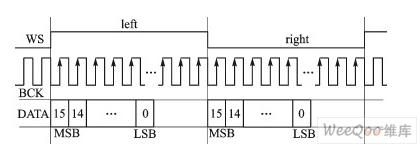 left
WS
right
...
...
BCK
DATA 15 14 ... 0 15 14 ... 0
MSB LSB MSB LSB
WeeQoo维库